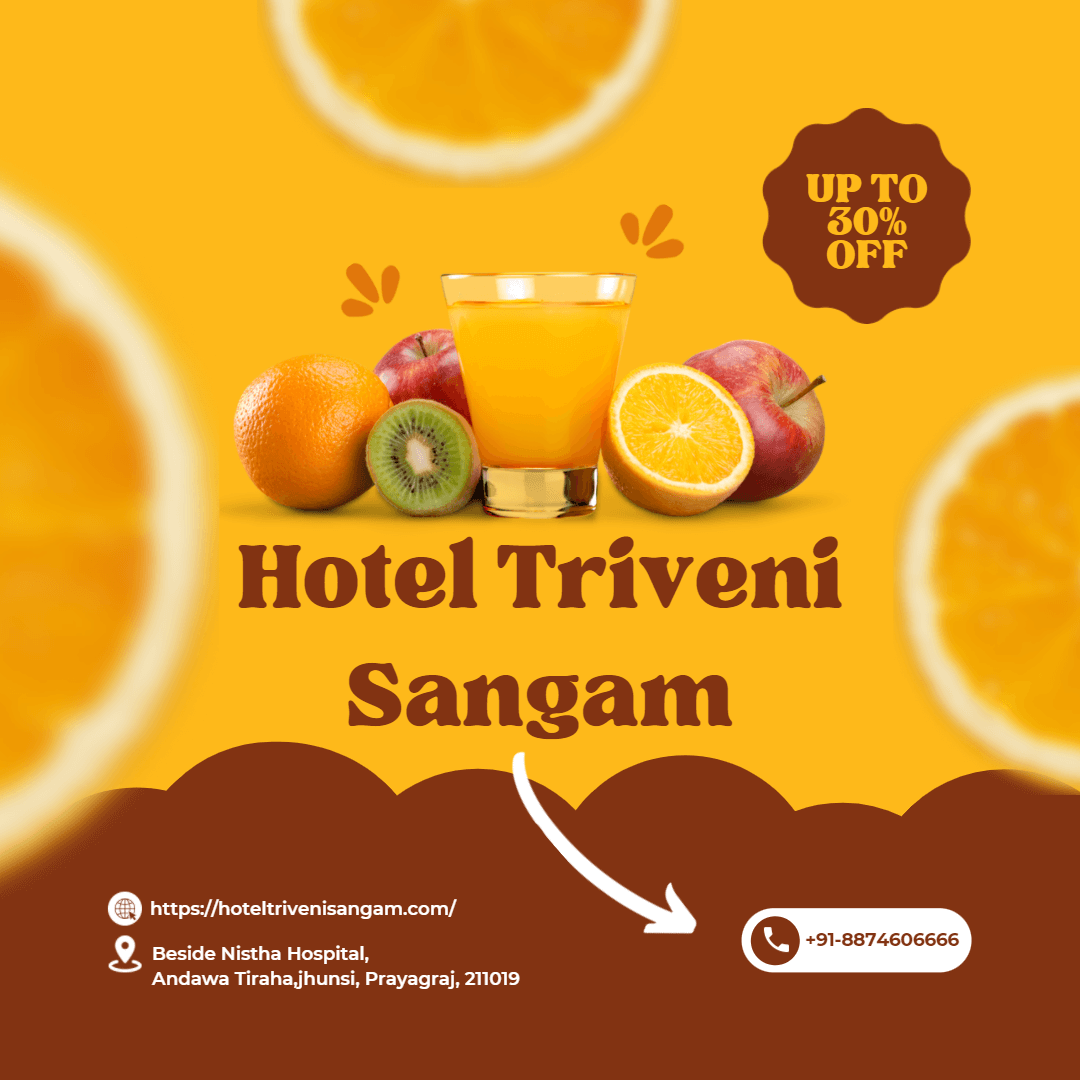 UP TO
30%
OFF
Hotel Triveni
Sangam
https://hoteltrivenisangam.com/
Beside Nistha Hospital,
Andawa Tiraha,jhunsi, Prayagraj, 211019
+91-8874606666